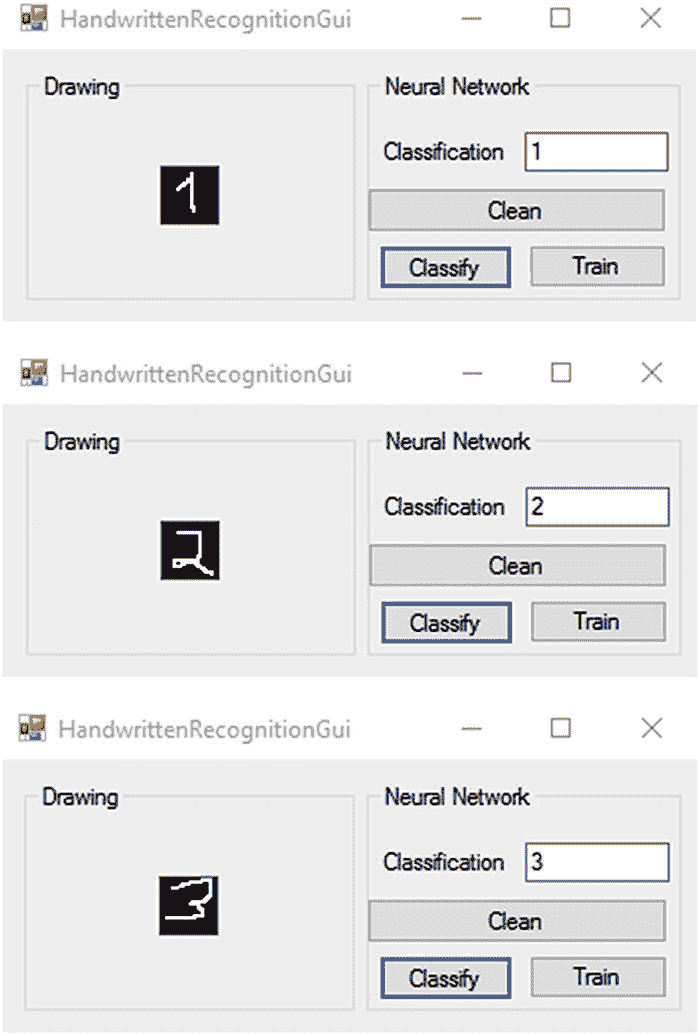 HandwrittenRecognitionGui
Drawing
Neural Network
1
Classification 1
Clean
Classify Train
HandwrittenRecognitionGui
Drawing
Neural Network
2
Classification 2
Clean
Classify Train
HandwrittenRecognitionGui
Drawing
Neural Network
3
Classification 3
Clean
Classify Train